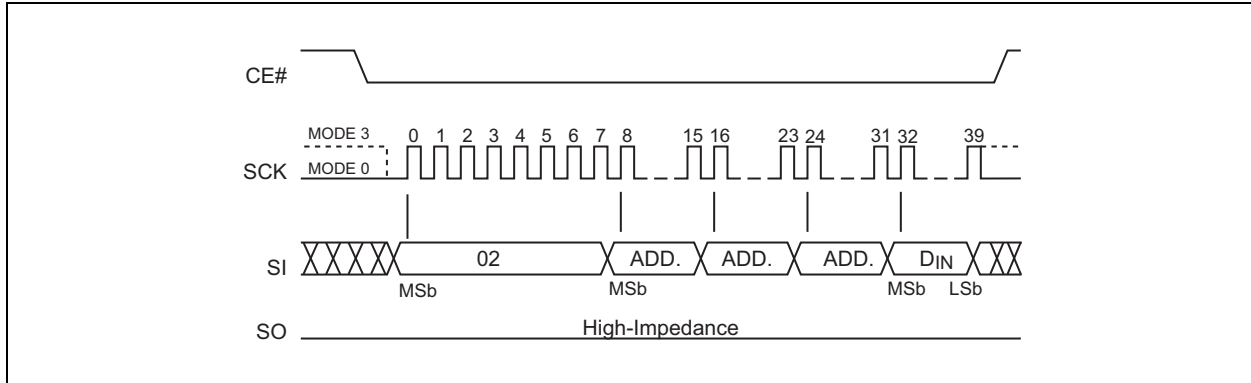 CE#
MODE 3
0 1 2 3 4 5 6 7 8 15 16 23 24 31 32 39
SCK
MODE 0
SI
02 ADD. ADD. ADD. DIN
MSb MSb MSb LSb
SO
High-Impedance